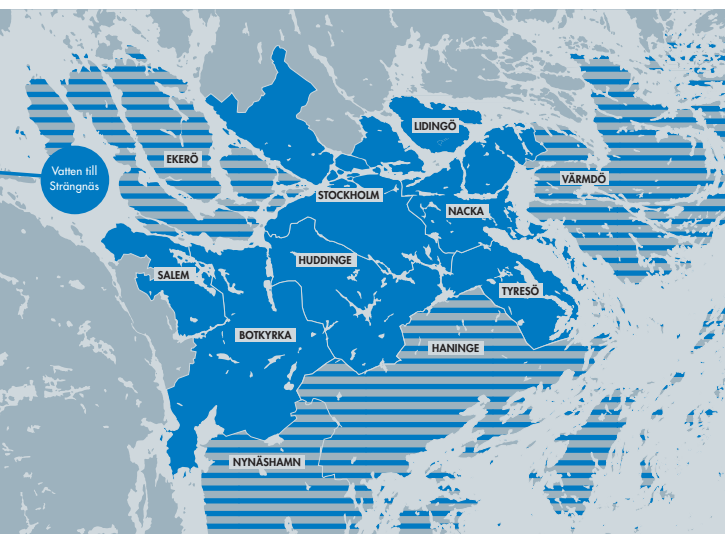 LIDINGÖ
EKERÖ
Vatten till
Strängnäs
VÄRMDÖ
STOCKHOLM
NACKA
HUDDINGE
SALEM
TYRESÖ
BOTKYRKA
HANINGE
NYNÄSHAMN